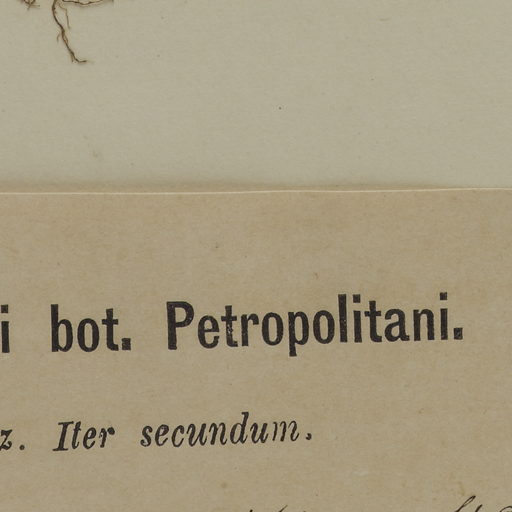 i bot. Petropolitani.
z. Iter secundum.